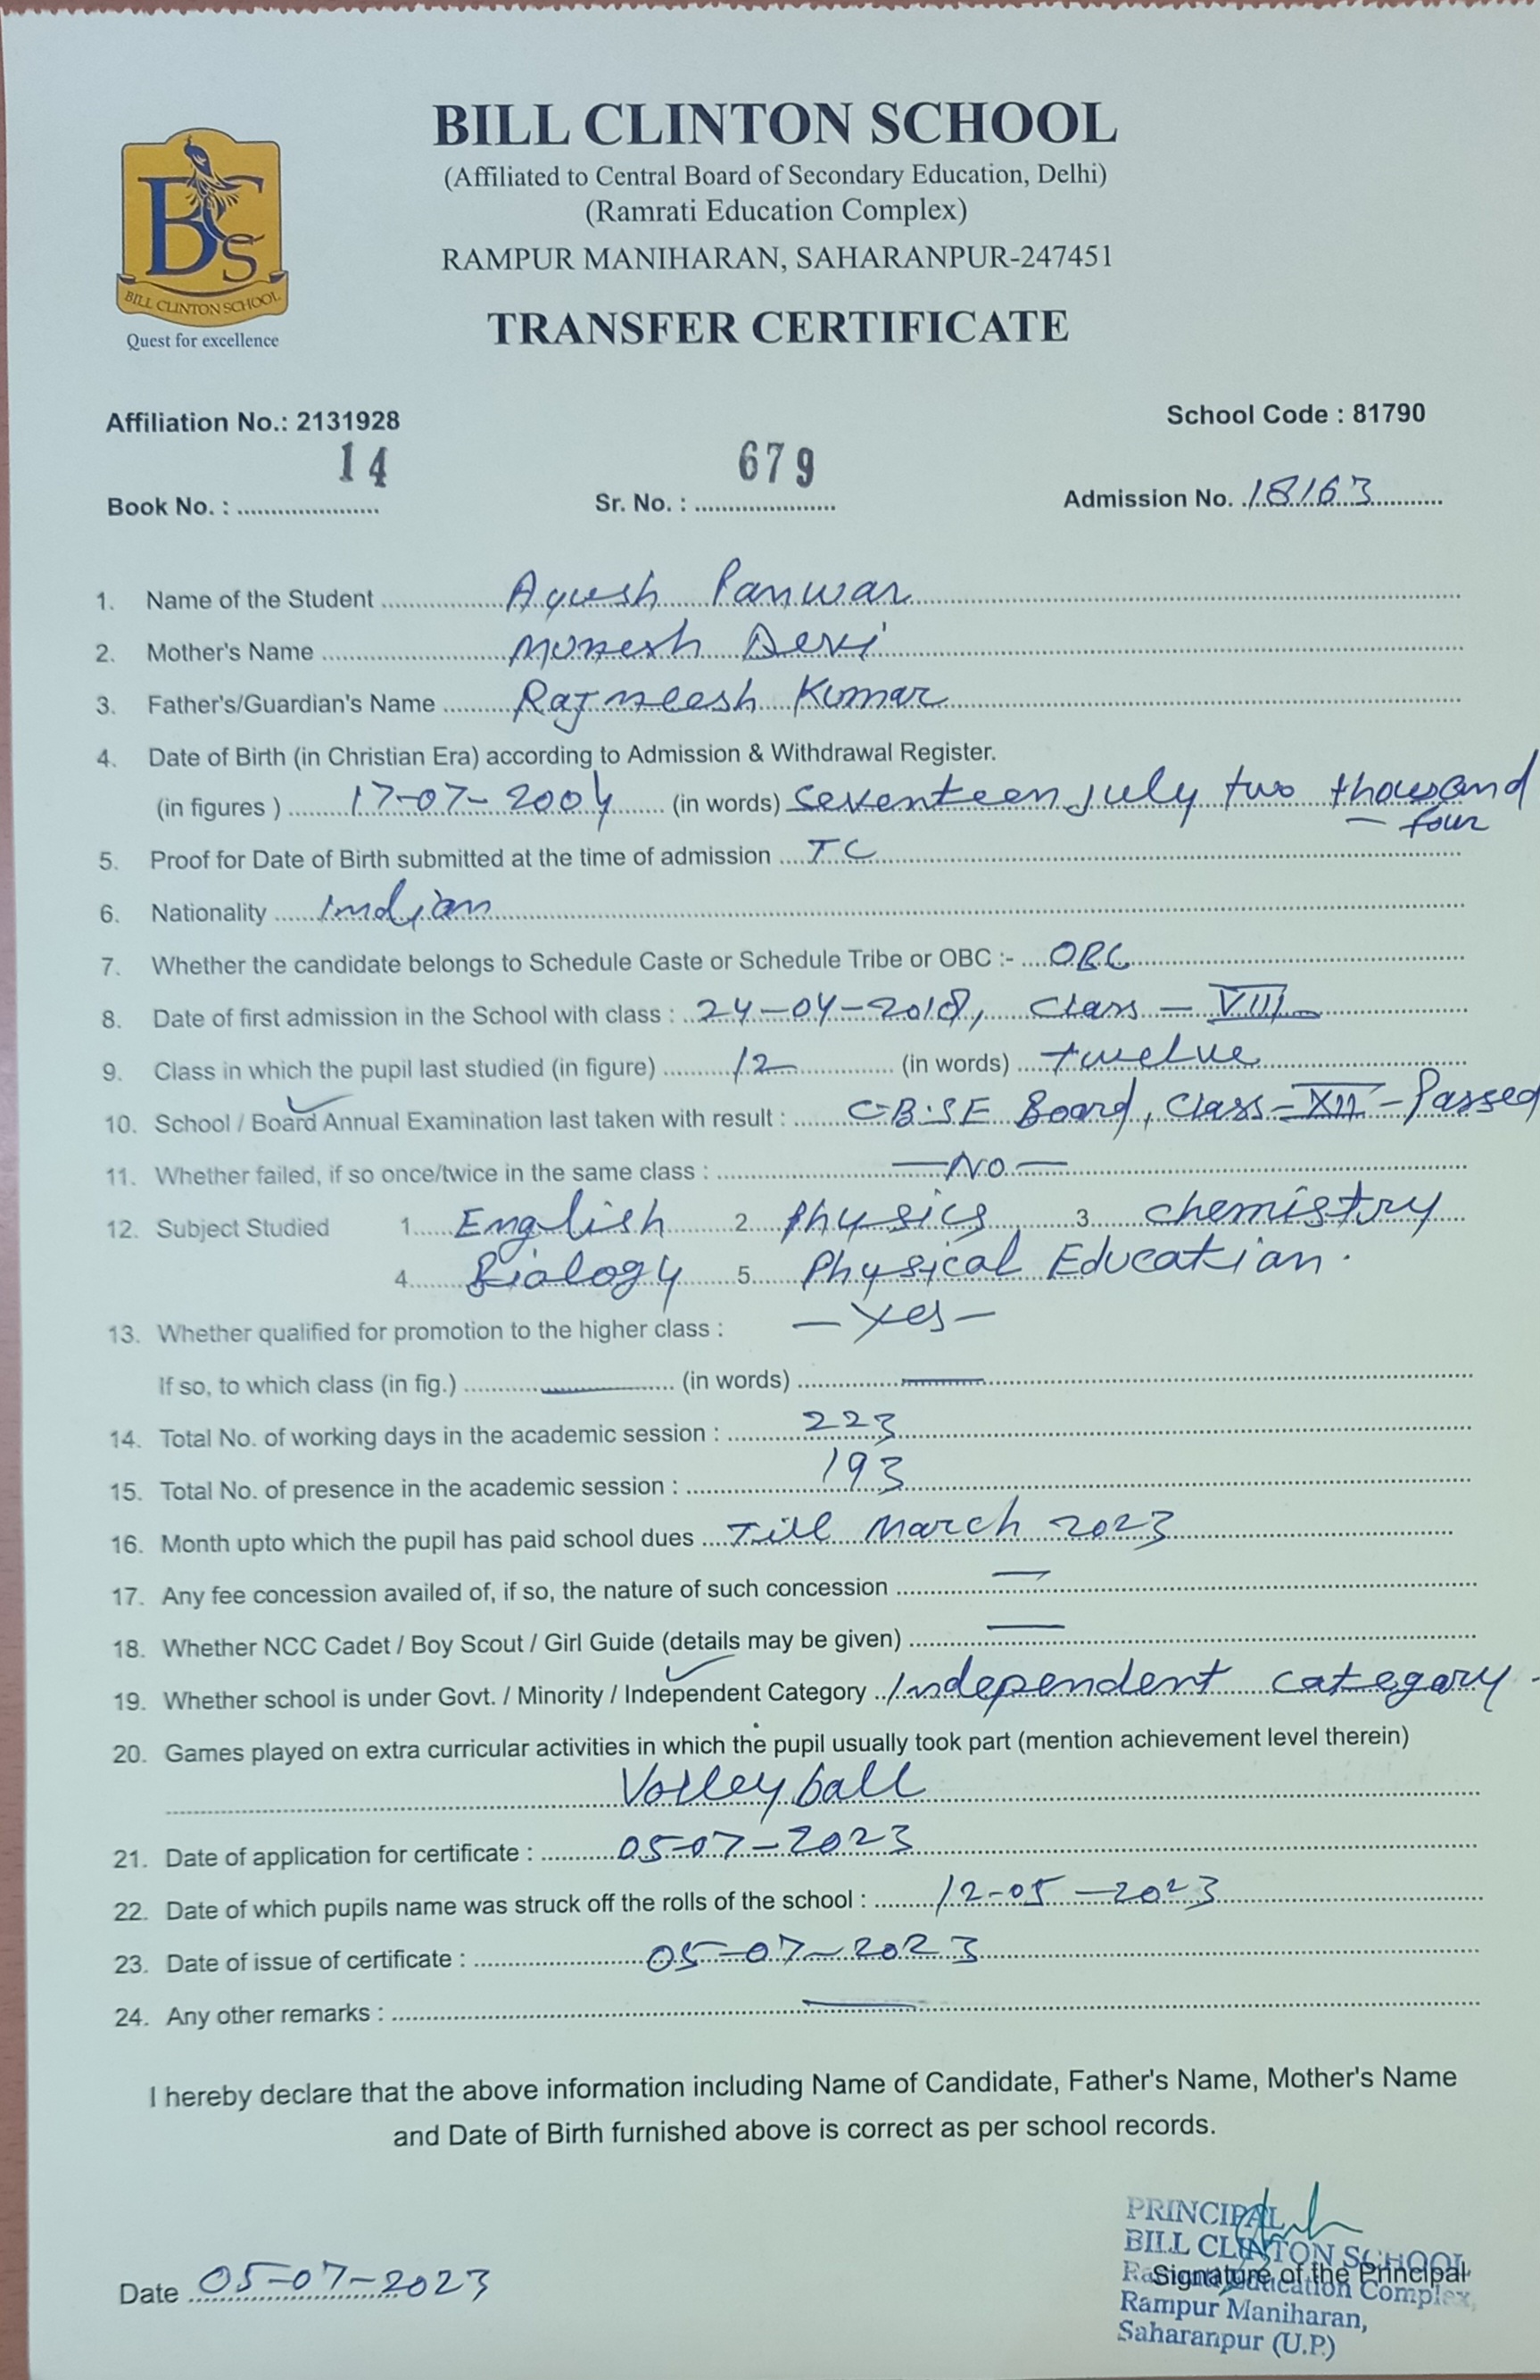 BILL CLINTON SCHOOL
(Affiliated to Central Board of Secondary Education, Delhi)
(Ramrati Education Complex)
RAMPUR MANIHARAN, SAHARANPUR-247451
BCS
BILL CLINTON SCHOOL
Quest for excellence
TRANSFER CERTIFICATE
Affiliation No.: 2131928 School Code : 81790
Book No. : 14 Sr. No. : 679 Admission No. 18163
1. Name of the Student Ayush Panwar
2. Mother's Name Monesh Devi
3. Father's/Guardian's Name Rajneesh Kumar
4. Date of Birth (in Christian Era) according to Admission & Withdrawal Register.
(in figures ) 17-07-2004 (in words) Seventeen July two thousand
- four
5. Proof for Date of Birth submitted at the time of admission TC
6. Nationality Indian
7. Whether the candidate belongs to Schedule Caste or Schedule Tribe or OBC :- OBC
8. Date of first admission in the School with class : 24-04-2018, Class - VIII
9. Class in which the pupil last studied (in figure) 12 (in words) twelve
10. School / Board Annual Examination last taken with result : C.B.S.E Board, Class-XII-Passed
11. Whether failed, if so once/twice in the same class : -No-
12. Subject Studied 1. English 2. Physics 3. chemistry
4. Biology 5. Physical Education.
13. Whether qualified for promotion to the higher class : -Yes-
If so, to which class (in fig.) — (in words) —
14. Total No. of working days in the academic session : 223
15. Total No. of presence in the academic session : 193
16. Month upto which the pupil has paid school dues Till March 2023
17. Any fee concession availed of, if so, the nature of such concession —
18. Whether NCC Cadet / Boy Scout / Girl Guide (details may be given) —
19. Whether school is under Govt. / Minority / Independent Category Independent category -
20. Games played on extra curricular activities in which the pupil usually took part (mention achievement level therein)
Volleyball
21. Date of application for certificate : 05-07-2023
22. Date of which pupils name was struck off the rolls of the school : 12-05-2023
23. Date of issue of certificate : 05-07-2023
24. Any other remarks : —
I hereby declare that the above information including Name of Candidate, Father's Name, Mother's Name
and Date of Birth furnished above is correct as per school records.
PRINCIPAL
BILL CLINTON SCHOOL
Signature of the Principal
Education Complex,
Rampur Maniharan,
Saharanpur (U.P.)
Date 05-07-2023